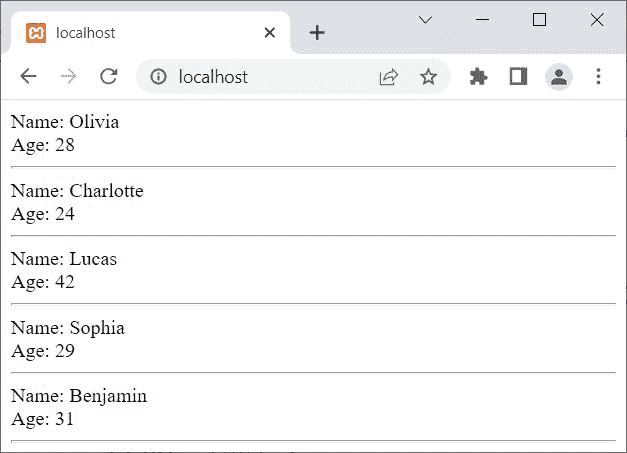 localhost
localhost
Name: Olivia
Age: 28
Name: Charlotte
Age: 24
Name: Lucas
Age: 42
Name: Sophia
Age: 29
Name: Benjamin
Age: 31